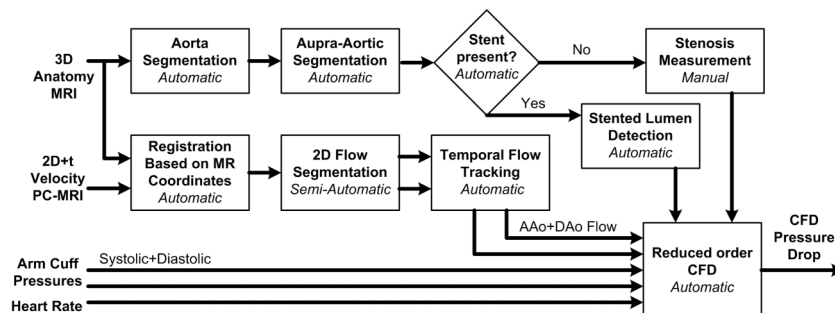 3D
Anatomy
MRI
Aorta
Segmentation
Automatic
Aupra-Aortic
Segmentation
Automatic
Stent
present?
Automatic
No
Stenosis
Measurement
Manual
Yes
Stented Lumen
Detection
Automatic
2D+t
Velocity
PC-MRI
Registration
Based on MR
Coordinates
Automatic
2D Flow
Segmentation
Semi-Automatic
Temporal Flow
Tracking
Automatic
AAo+DAo Flow
Arm Cuff
Pressures
Systolic+Diastolic
Heart Rate
Reduced order
CFD
Automatic
CFD
Pressure
Drop